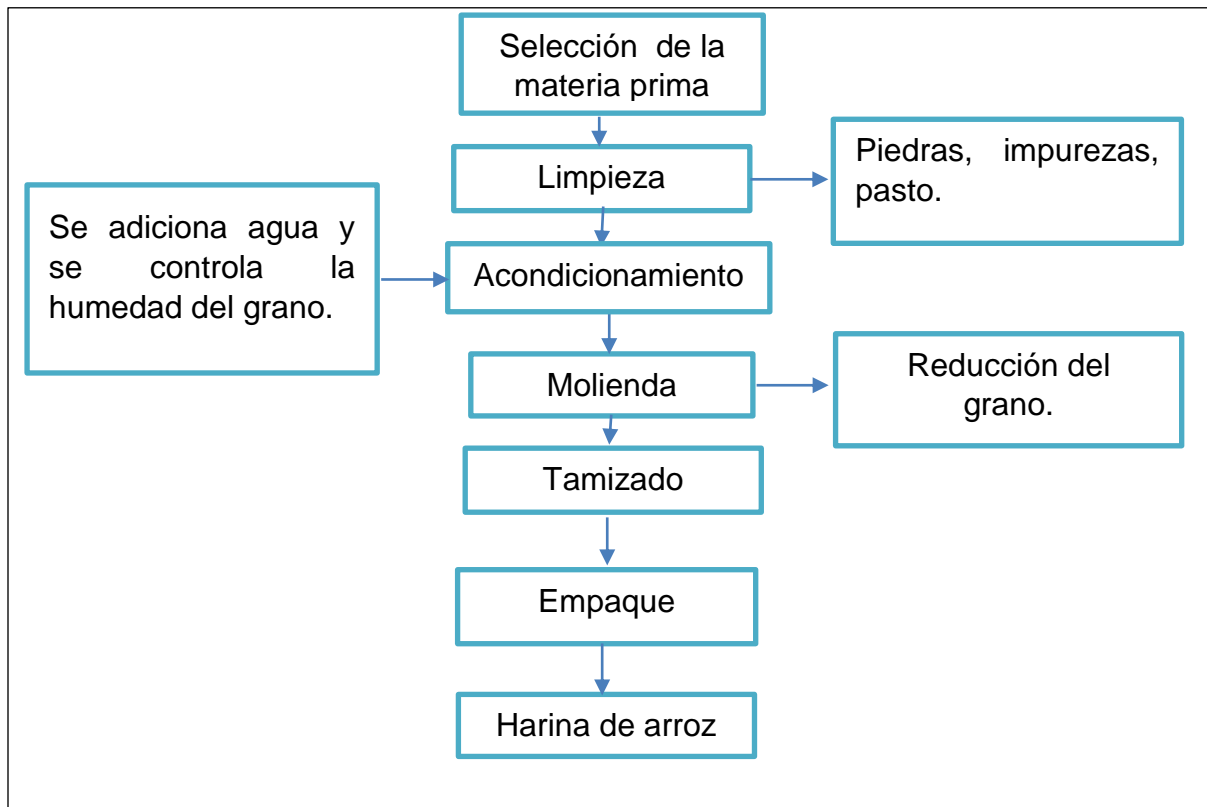 Selección de la
materia prima
Limpieza
Piedras, impurezas,
pasto.
Se adiciona agua y
se controla la
humedad del grano.
Acondicionamiento
Molienda
Reducción del
grano.
Tamizado
Empaque
Harina de arroz